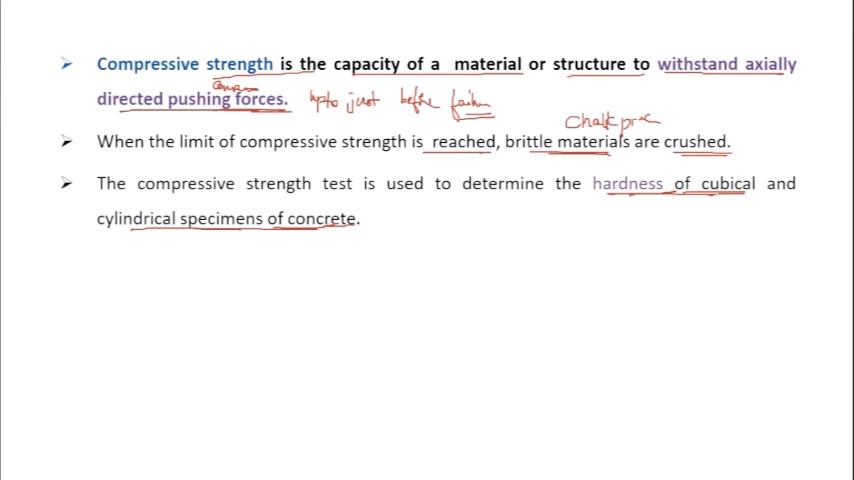 Compressive strength is the capacity of a material or structure to withstand axially
directed pushing forces. upto just before failure
Chalk
When the limit of compressive strength is reached, brittle materials are crushed.
The compressive strength test is used to determine the hardness of cubical and
cylindrical specimens of concrete.